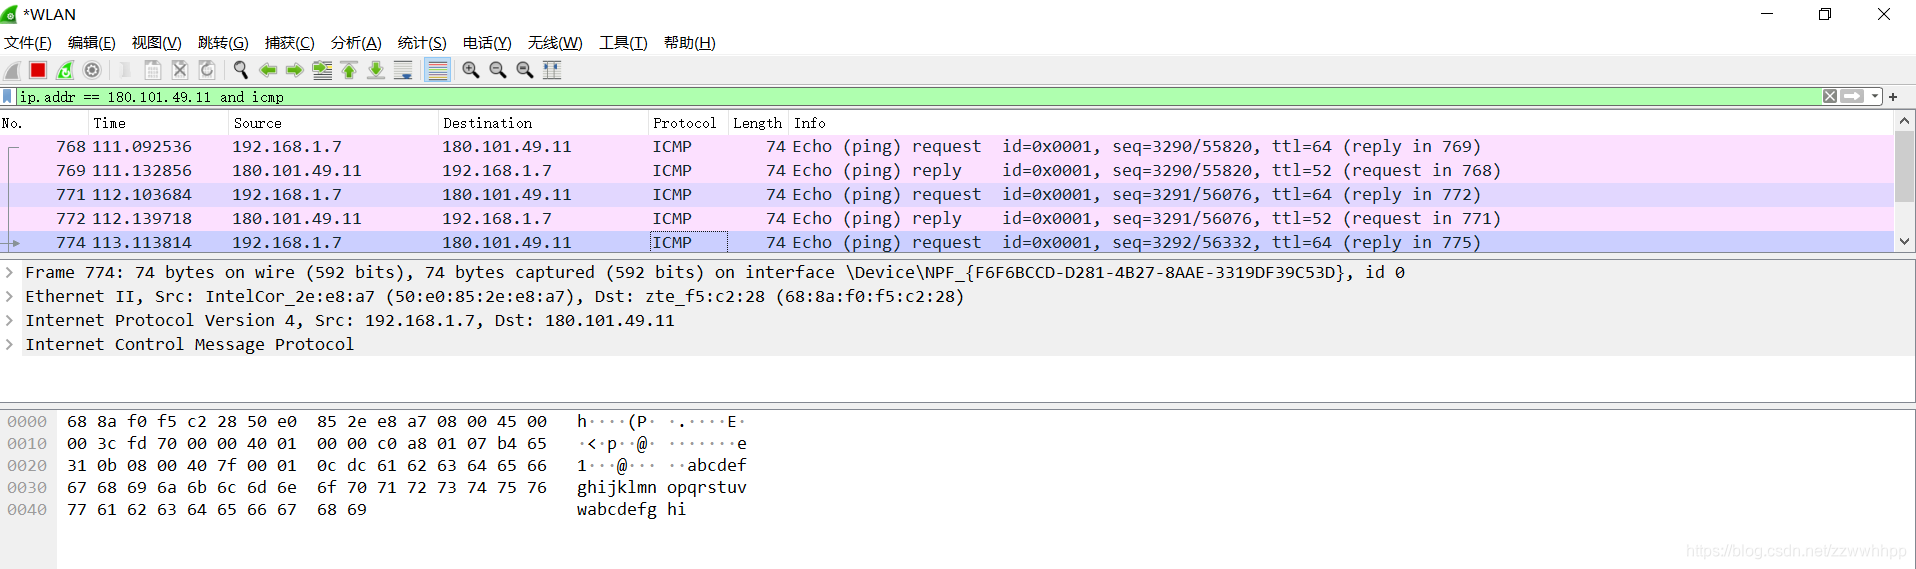 *WLAN
文件(F) 编辑(E) 视图(V) 跳转(G) 捕获(C) 分析(A) 统计(S) 电话(Y) 无线(W) 工具(T) 帮助(H)
ip.addr == 180.101.49.11 and icmp
No. Time Source Destination Protocol Length Info
768 111.092536 192.168.1.7 180.101.49.11 ICMP 74 Echo (ping) request id=0x0001, seq=3290/55820, ttl=64 (reply in 769)
769 111.132856 180.101.49.11 192.168.1.7 ICMP 74 Echo (ping) reply id=0x0001, seq=3290/55820, ttl=52 (request in 768)
771 112.103684 192.168.1.7 180.101.49.11 ICMP 74 Echo (ping) request id=0x0001, seq=3291/56076, ttl=64 (reply in 772)
772 112.139718 180.101.49.11 192.168.1.7 ICMP 74 Echo (ping) reply id=0x0001, seq=3291/56076, ttl=52 (request in 771)
774 113.113814 192.168.1.7 180.101.49.11 ICMP 74 Echo (ping) request id=0x0001, seq=3292/56332, ttl=64 (reply in 775)
Frame 774: 74 bytes on wire (592 bits), 74 bytes captured (592 bits) on interface \Device\NPF_{F6F6BCCD-D281-4B27-8AAE-3319DF39C53D}, id 0
Ethernet II, Src: IntelCor_2e:e8:a7 (50:e0:85:2e:e8:a7), Dst: zte_f5:c2:28 (68:8a:f0:f5:c2:28)
Internet Protocol Version 4, Src: 192.168.1.7, Dst: 180.101.49.11
Internet Control Message Protocol
0000 68 8a f0 f5 c2 28 50 e0 85 2e e8 a7 08 00 45 00 h····(P· ·.····E·
0010 00 3c fd 70 00 00 40 01 00 00 c0 a8 01 07 b4 65 ·<·p··@· ·······e
0020 31 0b 08 00 40 7f 00 01 0c dc 61 62 63 64 65 66 1···@··· ··abcdef
0030 67 68 69 6a 6b 6c 6d 6e 6f 70 71 72 73 74 75 76 ghijklmn opqrstuv
0040 77 61 62 63 64 65 66 67 68 69 wabcdefg hi
https://blog.csdn.net/zzwwhhpp